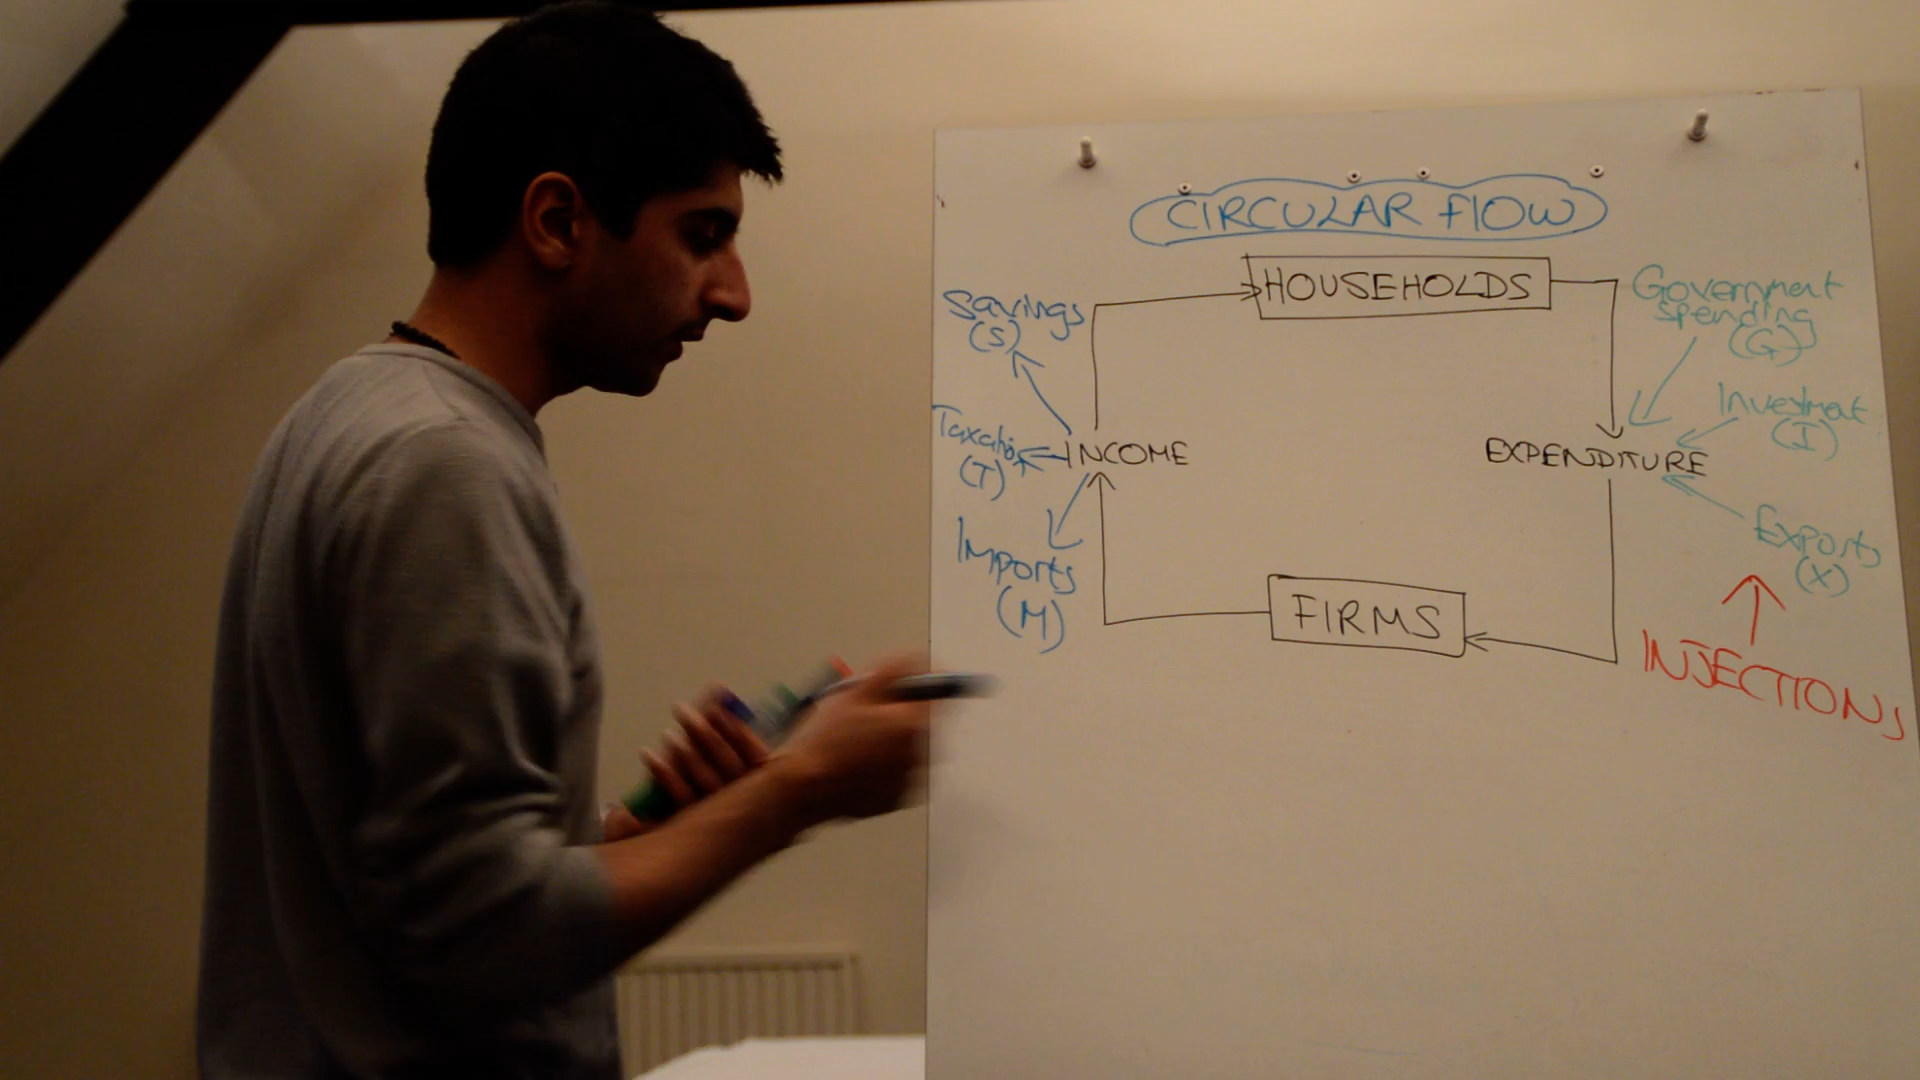 CIRCULAR FLOW
HOUSEHOLDS
Savings
(S)
Government
Spending
(G)
Investment
(I)
Taxation
(T)
INCOME
EXPENDITURE
Imports
(M)
Exports
(X)
FIRMS
INJECTIONS